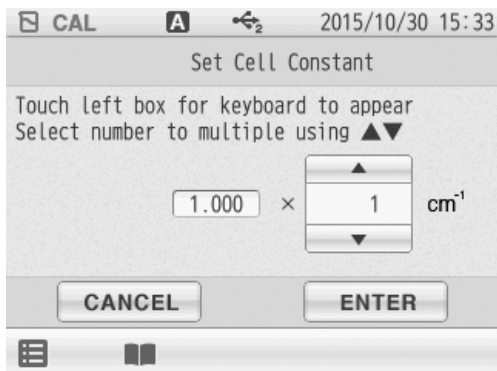 CAL A 2 2015/10/30 15:33
Set Cell Constant
Touch left box for keyboard to appear
Select number to multiple using ▲▼
1.000 × 1 cm⁻¹
CANCEL ENTER